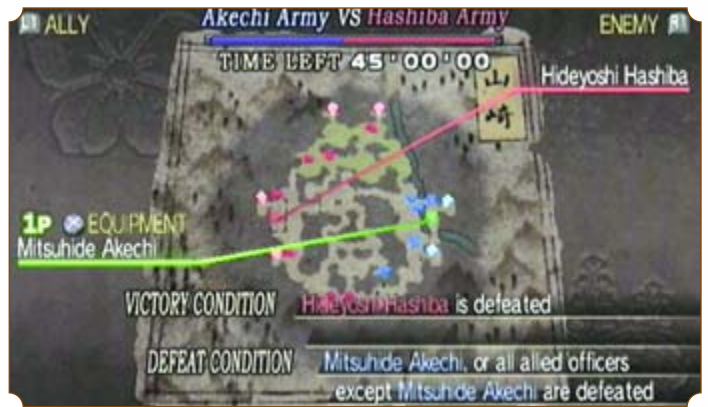 L1 ALLY
Akechi Army VS Hashiba Army
ENEMY R1
TIME LEFT 45'00'00
Hideyoshi Hashiba
山
崎
1P EQUIPMENT
Mitsuhide Akechi
VICTORY CONDITION Hideyoshi Hashiba is defeated
DEFEAT CONDITION Mitsuhide Akechi, or all allied officers
except Mitsuhide Akechi are defeated